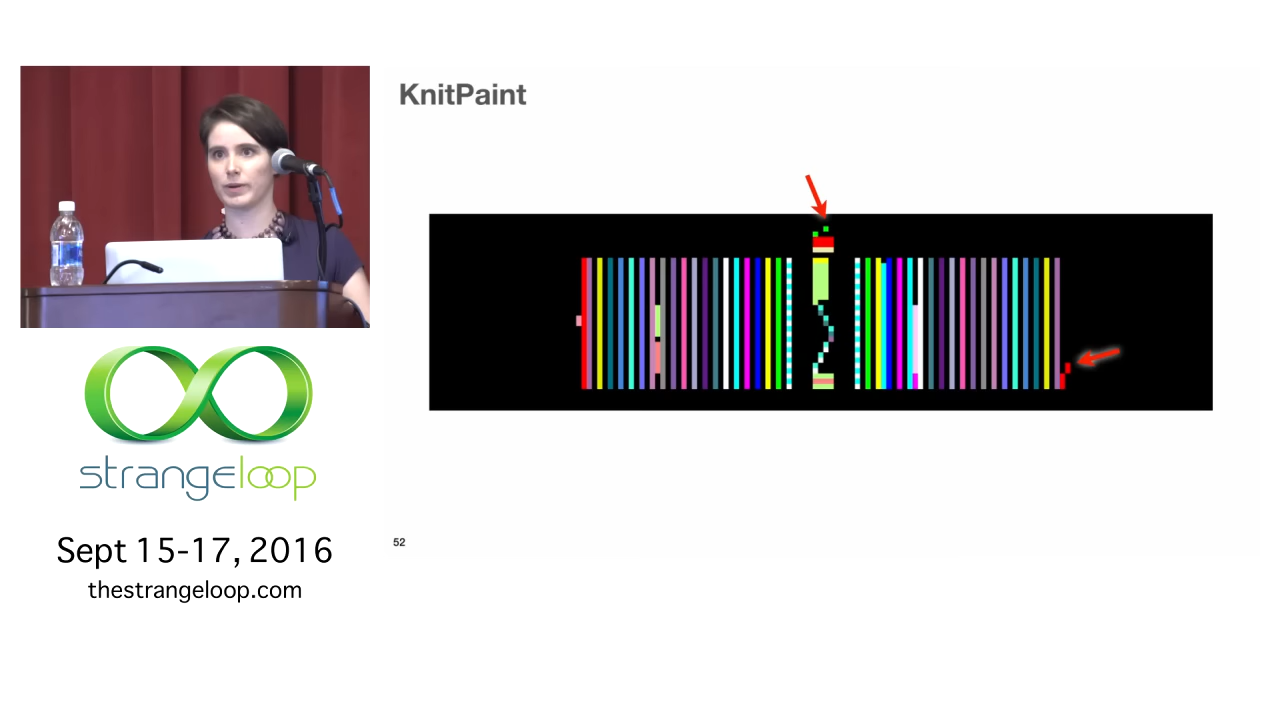 KnitPaint
strangeloop
Sept 15-17, 2016
thestrangeloop.com
52